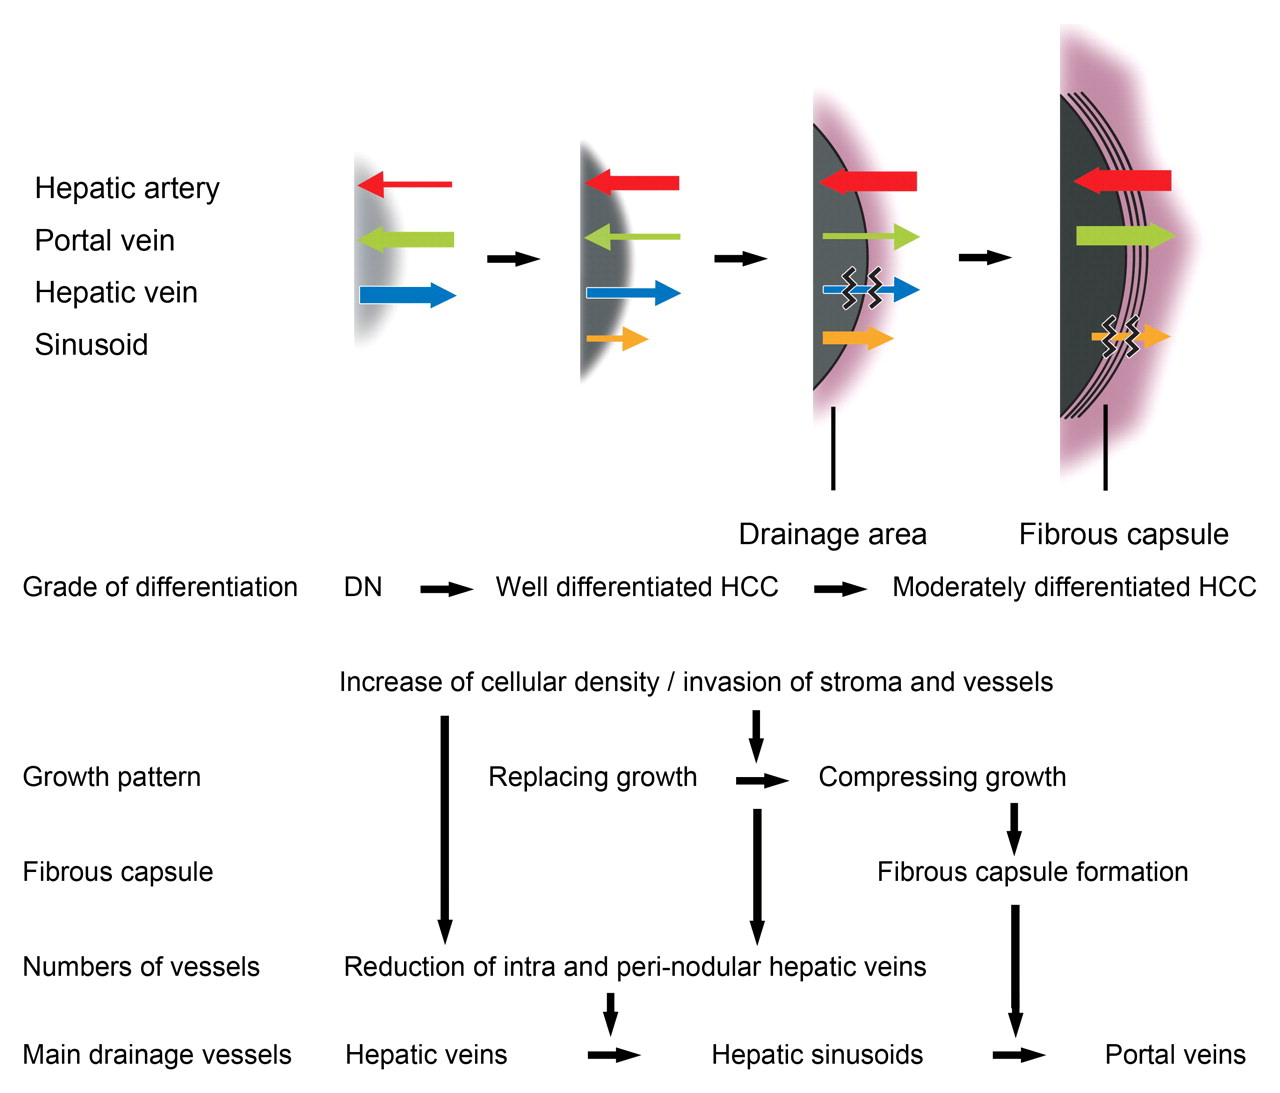 Hepatic artery
Portal vein
Hepatic vein
Sinusoid
Drainage area
Fibrous capsule
Grade of differentiation DN Well differentiated HCC Moderately differentiated HCC
Increase of cellular density / invasion of stroma and vessels
Growth pattern Replacing growth Compressing growth
Fibrous capsule Fibrous capsule formation
Numbers of vessels Reduction of intra and peri-nodular hepatic veins
Main drainage vessels Hepatic veins Hepatic sinusoids Portal veins